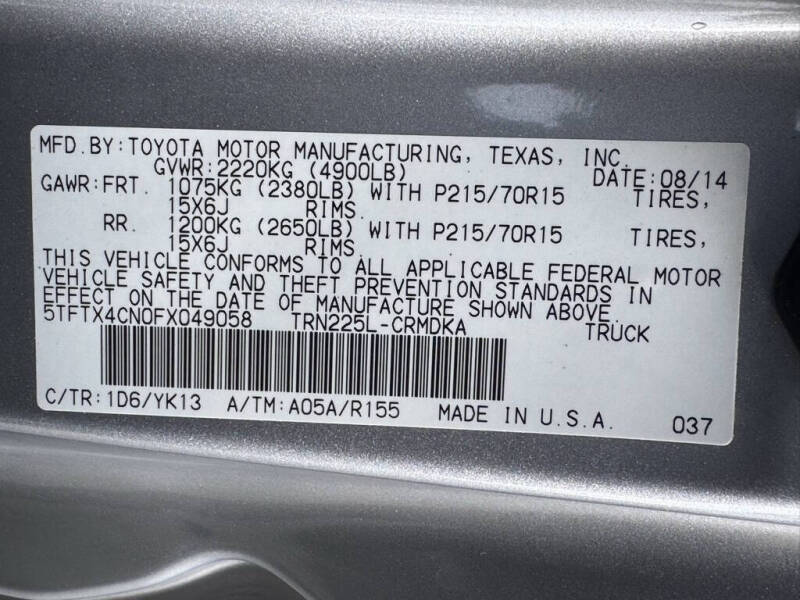 MFD.BY:TOYOTA MOTOR MANUFACTURING, TEXAS, INC.
GVWR:2220KG (4900LB) DATE:08/14
GAWR:FRT. 1075KG (2380LB) WITH P215/70R15 TIRES,
15X6J RIMS.
RR. 1200KG (2650LB) WITH P215/70R15 TIRES,
15X6J RIMS.
THIS VEHICLE CONFORMS TO ALL APPLICABLE FEDERAL MOTOR
VEHICLE SAFETY AND THEFT PREVENTION STANDARDS IN
EFFECT ON THE DATE OF MANUFACTURE SHOWN ABOVE.
5TFTX4CN0FX049058 TRN225L-CRMDKA TRUCK
C/TR:1D6/YK13 A/TM:A05A/R155 MADE IN U.S.A. 037